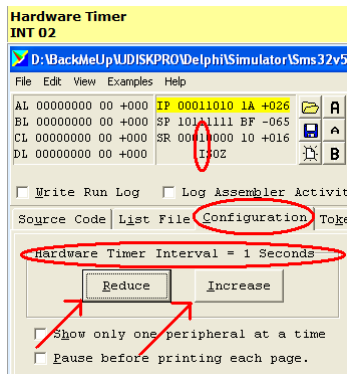 Hardware Timer
INT 02
D:\BackMeUp\UDISKPRO\Delphi\Simulator\Sms32v5
File Edit View Examples Help
AL 00000000 00 +000 IP 00011010 1A +026
BL 00000000 00 +000 SP 10111111 BF -065
CL 00000000 00 +000 SR 00010000 10 +016
DL 00000000 00 +000 ISOZ
A
A
B
Write Run Log Log Assembler Activit
Source Code List File Configuration Toke
Hardware Timer Interval = 1 Seconds
Reduce Increase
Show only one peripheral at a time
Pause before printing each page.